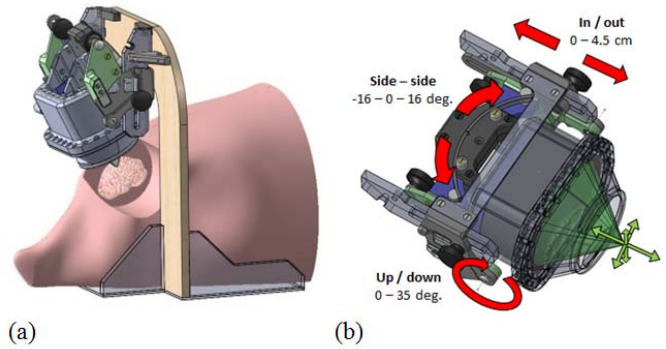 In / out
0 – 4.5 cm
Side – side
-16 – 0 – 16 deg.
Up / down
0 – 35 deg.
(a)
(b)